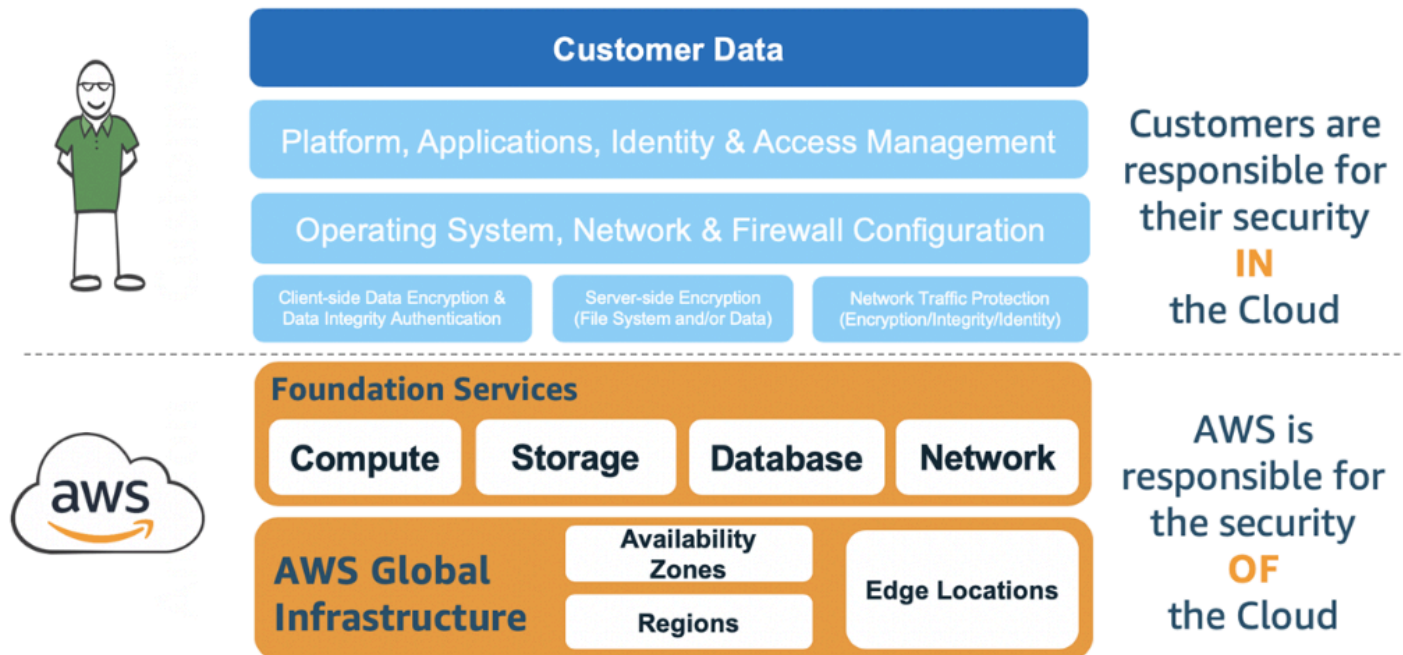 Customer Data
Platform, Applications, Identity & Access Management
Operating System, Network & Firewall Configuration
Client-side Data Encryption &
Data Integrity Authentication
Server-side Encryption
(File System and/or Data)
Network Traffic Protection
(Encryption/Integrity/Identity)
Customers are
responsible for
their security
IN
the Cloud
aws
Foundation Services
Compute
Storage
Database
Network
AWS Global
Infrastructure
Availability
Zones
Regions
Edge Locations
AWS is
responsible for
the security
OF
the Cloud